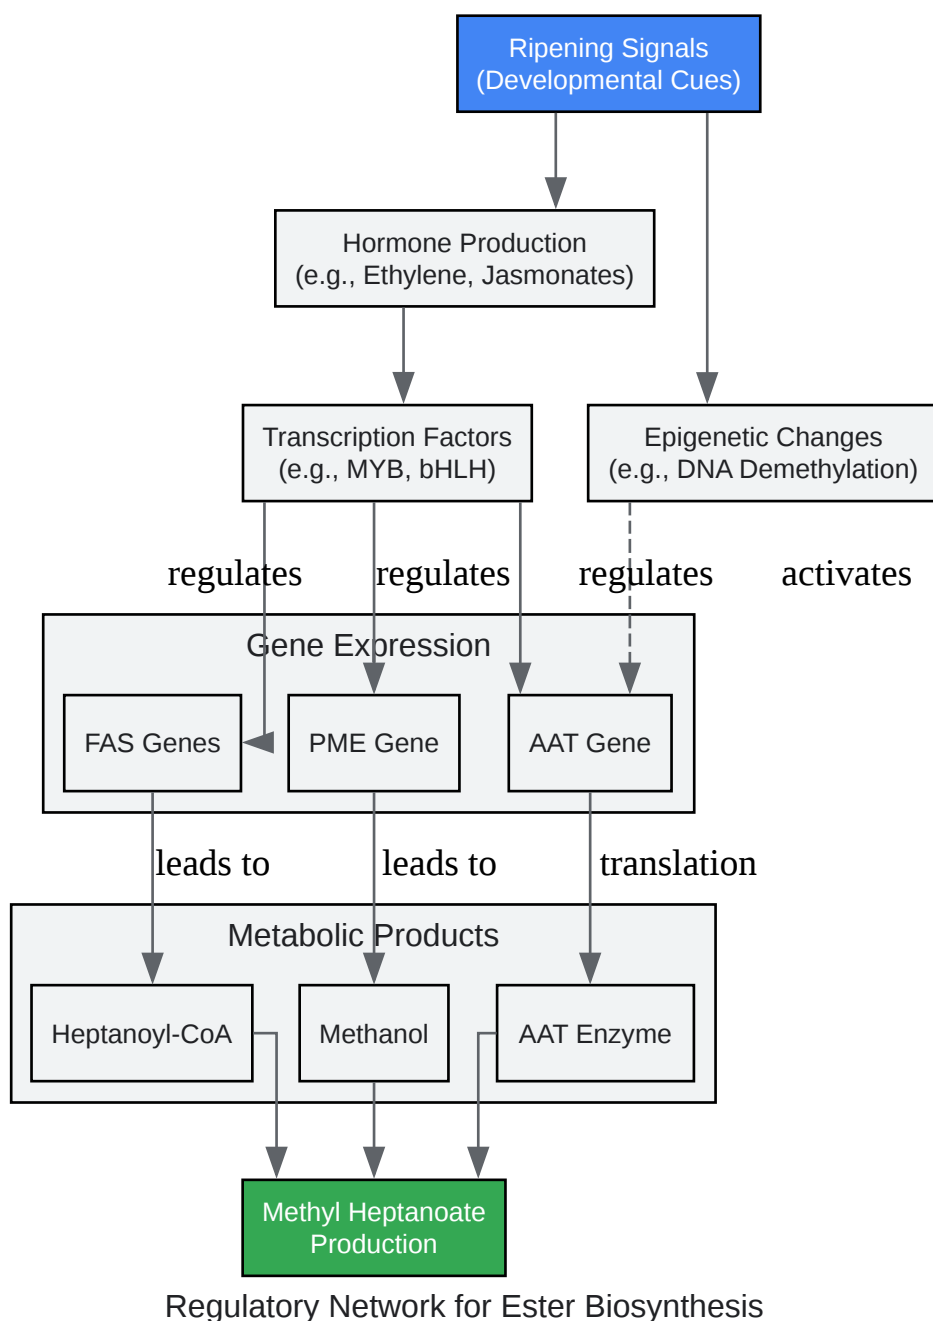 Ripening Signals
(Developmental Cues)
Hormone Production
(e.g., Ethylene, Jasmonates)
Transcription Factors
(e.g., MYB, bHLH)
Epigenetic Changes
(e.g., DNA Demethylation)
regulates
regulates
regulates
activates
Gene Expression
FAS Genes
PME Gene
AAT Gene
leads to
leads to
translation
Metabolic Products
Heptanoyl-CoA
Methanol
AAT Enzyme
Methyl Heptanoate
Production
Regulatory Network for Ester Biosynthesis